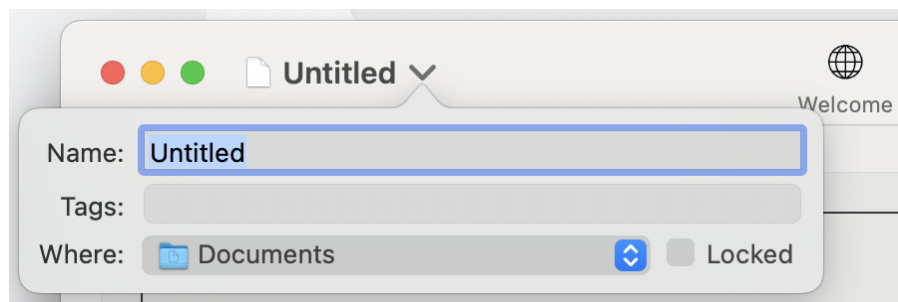 Untitled
Welcome
Name: Untitled
Tags:
Where: Documents Locked